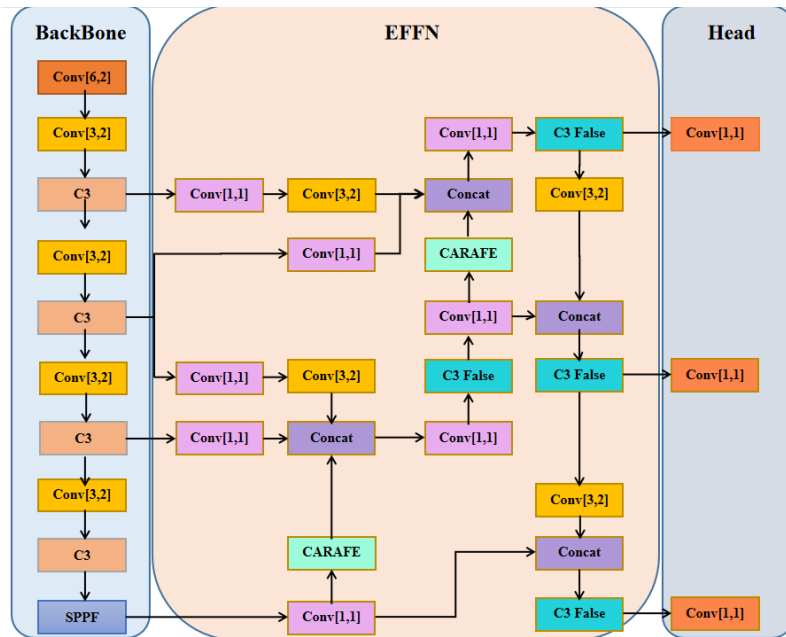 BackBone
EFFN
Head
Conv[6,2]
Conv[3,2]
C3
Conv[3,2]
C3
Conv[3,2]
C3
Conv[3,2]
C3
SPPF
Conv[1,1]
Conv[3,2]
Conv[1,1]
Conv[1,1]
Conv[3,2]
Conv[1,1]
Concat
CARAFE
Conv[1,1]
Conv[1,1]
Concat
CARAFE
Conv[1,1]
C3 False
Conv[1,1]
C3 False
Conv[3,2]
Concat
C3 False
Conv[3,2]
Concat
C3 False
Conv[1,1]
Conv[1,1]
Conv[1,1]